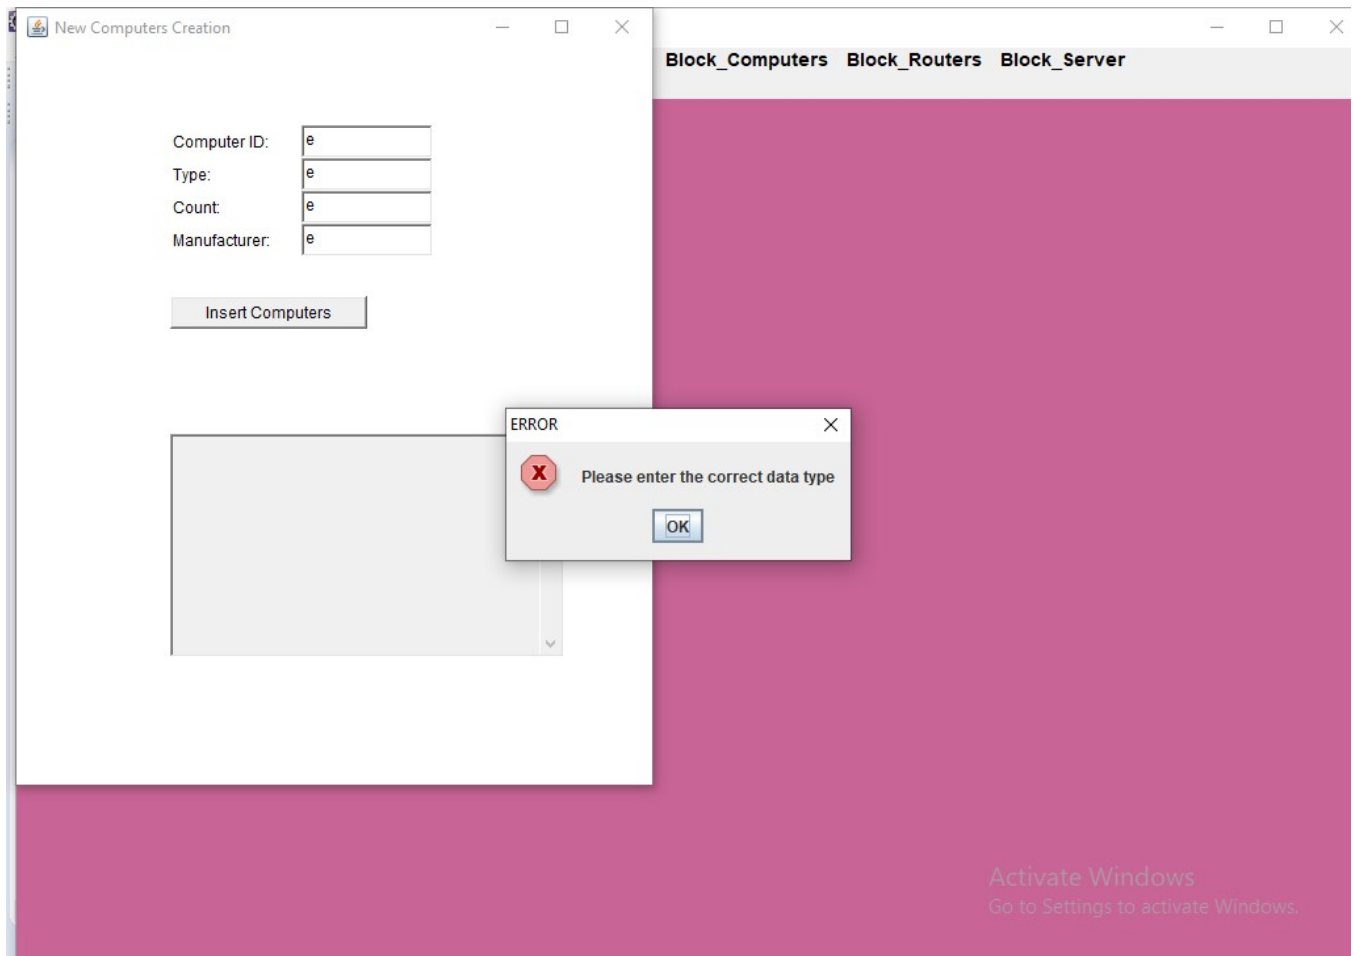 New Computers Creation
Block_Computers Block_Routers Block_Server
Computer ID: e
Type: e
Count: e
Manufacturer: e
Insert Computers
ERROR
Please enter the correct data type
OK
Activate Windows
Go to Settings to activate Windows.